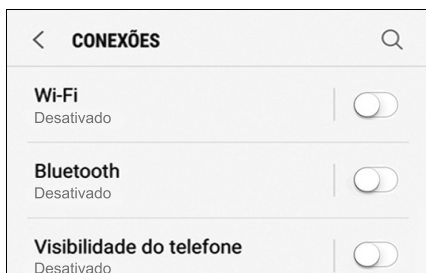 CONEXÕES
Wi-Fi
Desativado
Bluetooth
Desativado
Visibilidade do telefone
Desativado